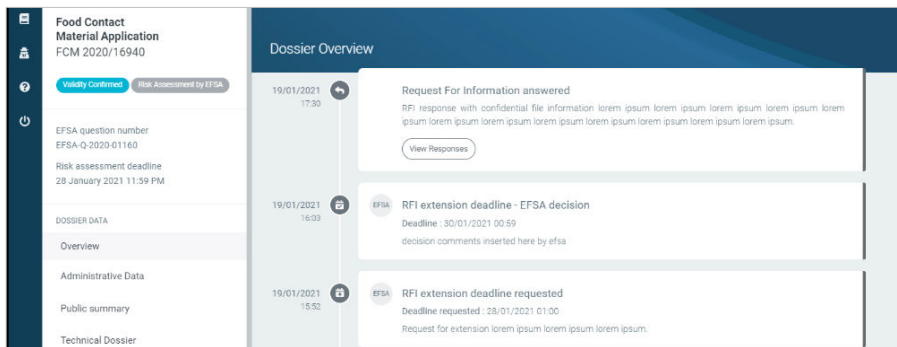 Food Contact
Material Application
FCM 2020/16940
Validity Confirmed
Risk Assessment by EFSA
EFSA question number
EFSA-Q-2020-01160
Risk assessment deadline
28 January 2021 11:59 PM
DOSSIER DATA
Overview
Administrative Data
Public summary
Technical Dossier
Dossier Overview
19/01/2021
17:30
Request For Information answered
RFI response with confidential file information lorem ipsum lorem ipsum lorem ipsum lorem ipsum lorem
ipsum lorem ipsum lorem ipsum lorem ipsum lorem ipsum lorem ipsum lorem ipsum lorem ipsum.
View Responses
19/01/2021
16:03
EFSA
RFI extension deadline - EFSA decision
Deadline : 30/01/2021 00:59
decision comments inserted here by efsa
19/01/2021
15:52
EFSA
RFI extension deadline requested
Deadline requested : 28/01/2021 01:00
Request for extension lorem ipsum lorem ipsum lorem ipsum.